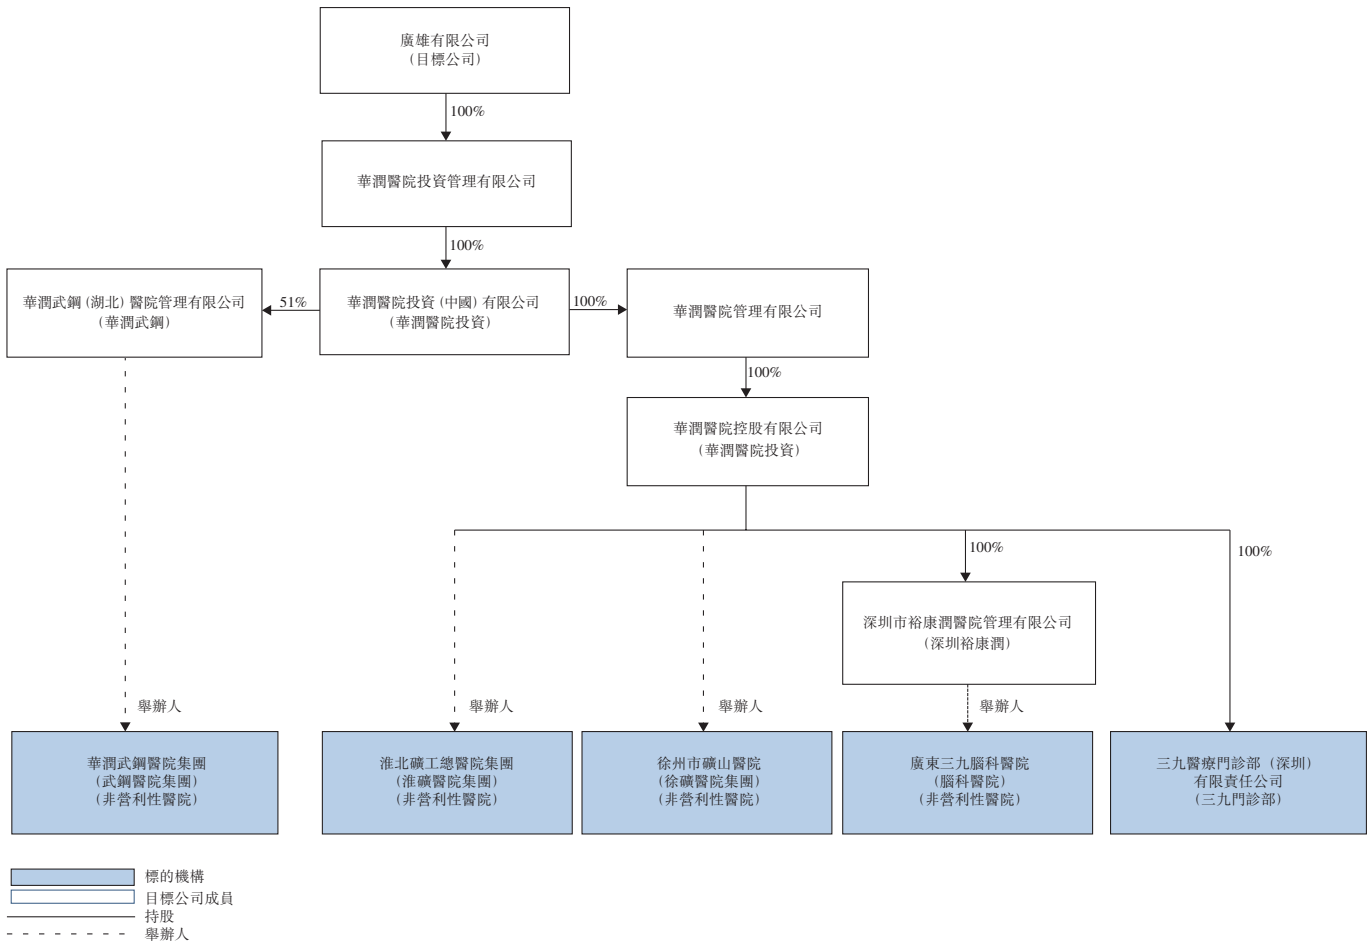 廣雄有限公司
(目標公司)
100%
華潤醫院投資管理有限公司
100%
華潤武鋼(湖北)醫院管理有限公司
(華潤武鋼)
51%
華潤醫院投資(中國)有限公司
(華潤醫院投資)
100%
華潤醫院管理有限公司
100%
華潤醫院控股有限公司
(華潤醫院投資)
100%
100%
深圳市裕康潤醫院管理有限公司
(深圳裕康潤)
舉辦人
舉辦人
舉辦人
舉辦人
華潤武鋼醫院集團
(武鋼醫院集團)
(非營利性醫院)
淮北礦工總醫院集團
(淮礦醫院集團)
(非營利性醫院)
徐州市礦山醫院
(徐礦醫院集團)
(非營利性醫院)
廣東三九腦科醫院
(腦科醫院)
(非營利性醫院)
三九醫療門診部(深圳)
有限責任公司
(三九門診部)
標的機構
目標公司成員
持股
舉辦人